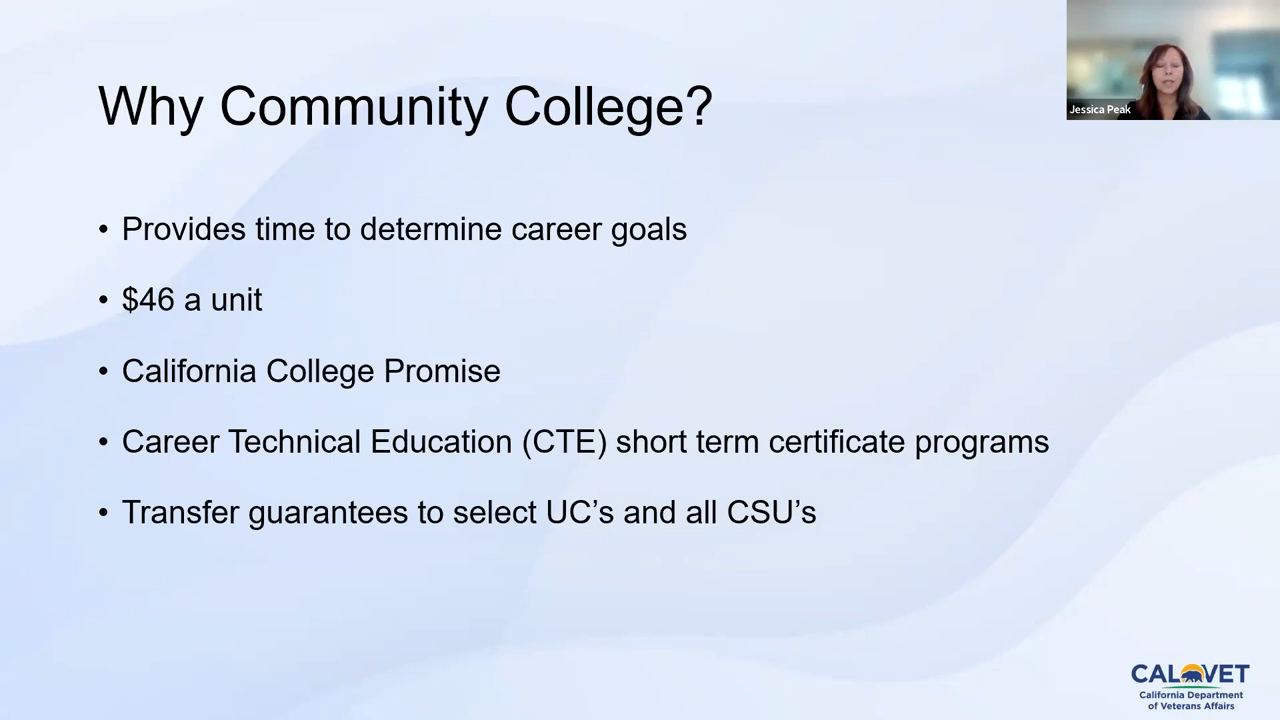 Why Community College?
Jessica Peak
• Provides time to determine career goals
• $46 a unit
• California College Promise
• Career Technical Education (CTE) short term certificate programs
• Transfer guarantees to select UC’s and all CSU’s
CALVET
California Department
of Veterans Affairs